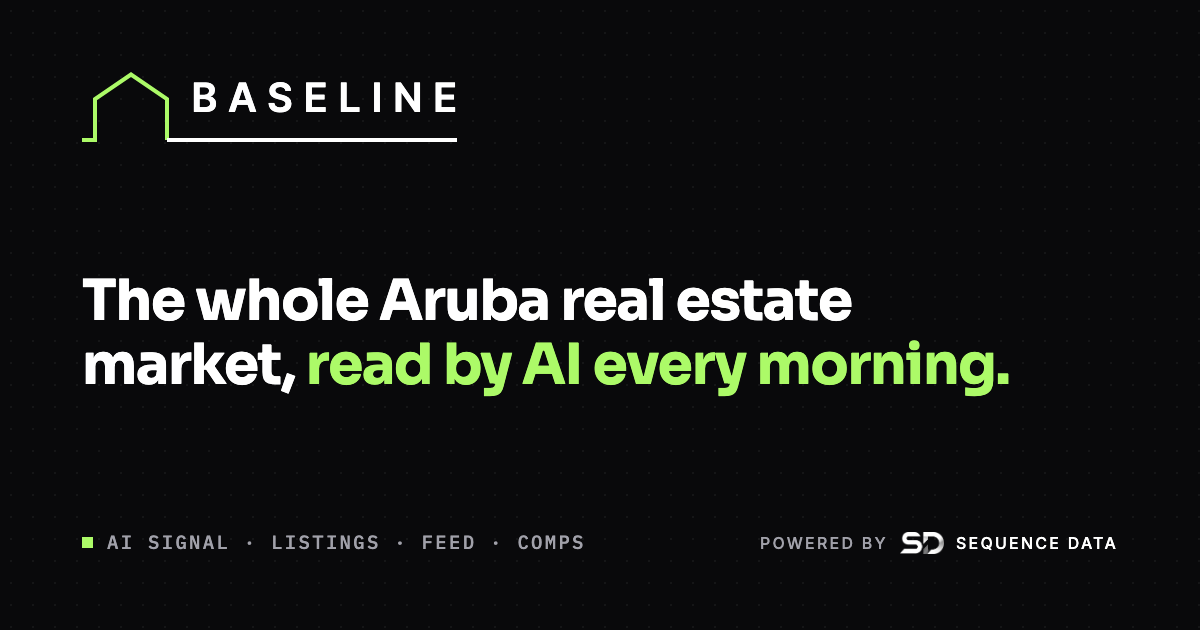 BASELINE
The whole Aruba real estate
market, read by AI every morning.
AI SIGNAL · LISTINGS · FEED · COMPS
POWERED BY SD SEQUENCE DATA